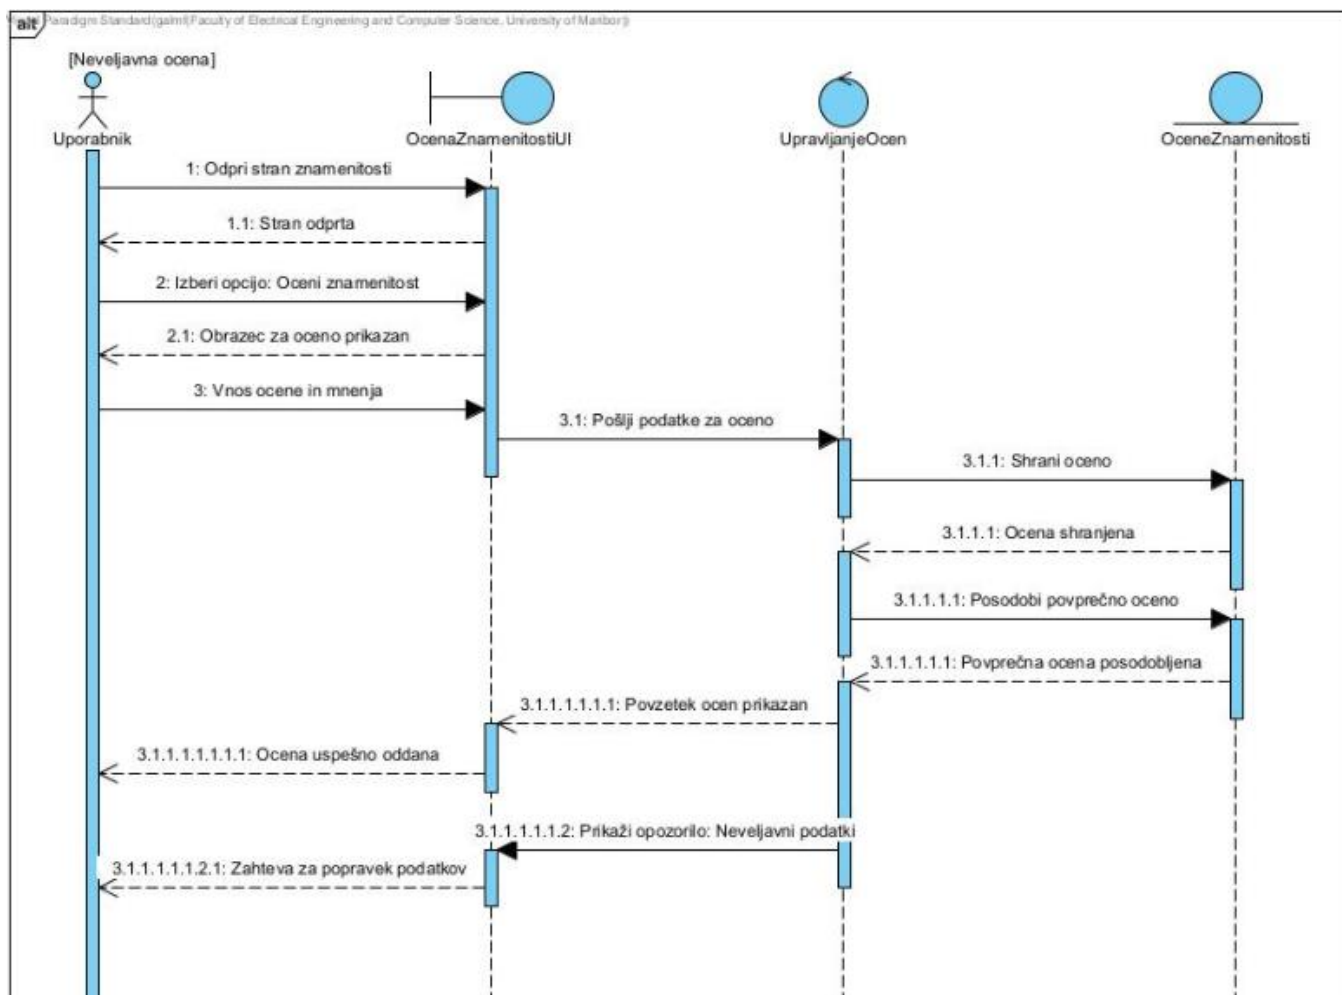 alt
Paradigm Standard(galmf(Faculty of Electrical Engineering and Computer Science, University of Maribor))
[Neveljavna ocena]
Uporabnik
OcenaZnamenitostiUI
UpravljanjeOcen
OceneZnamenitosti
1: Odpri stran znamenitosti
1.1: Stran odprta
2: Izberi opcijo: Oceni znamenitost
2.1: Obrazec za oceno prikazan
3: Vnos ocene in mnenja
3.1: Pošlji podatke za oceno
3.1.1: Shrani oceno
3.1.1.1: Ocena shranjena
3.1.1.1.1: Posodobi povprečno oceno
3.1.1.1.1.1: Povprečna ocena posodobljena
3.1.1.1.1.1.1: Povzetek ocen prikazan
3.1.1.1.1.1.1.1: Ocena uspešno oddana
3.1.1.1.1.1.2: Prikaži opozorilo: Neveljavni podatki
3.1.1.1.1.1.2.1: Zahteva za popravek podatkov